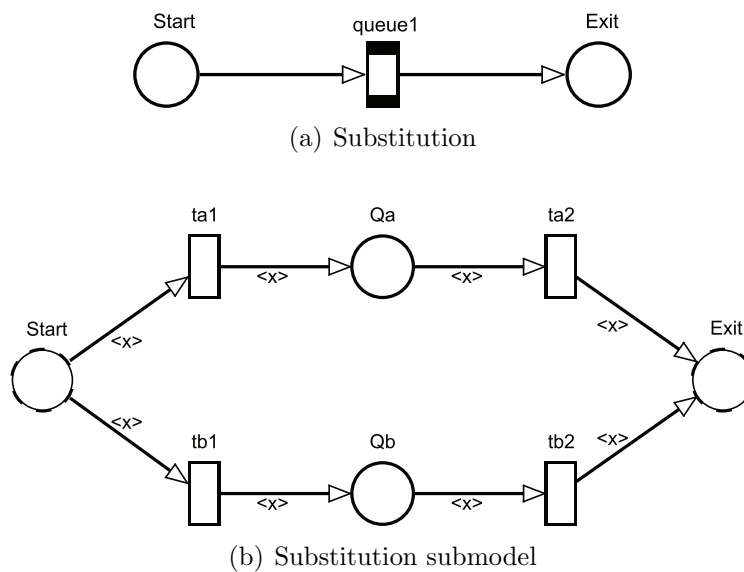 Start queue1 Exit
(a) Substitution
ta1 Qa ta2
<x> <x>
Start <x> <x> Exit
<x> <x>
tb1 Qb tb2
<x> <x>
(b) Substitution submodel